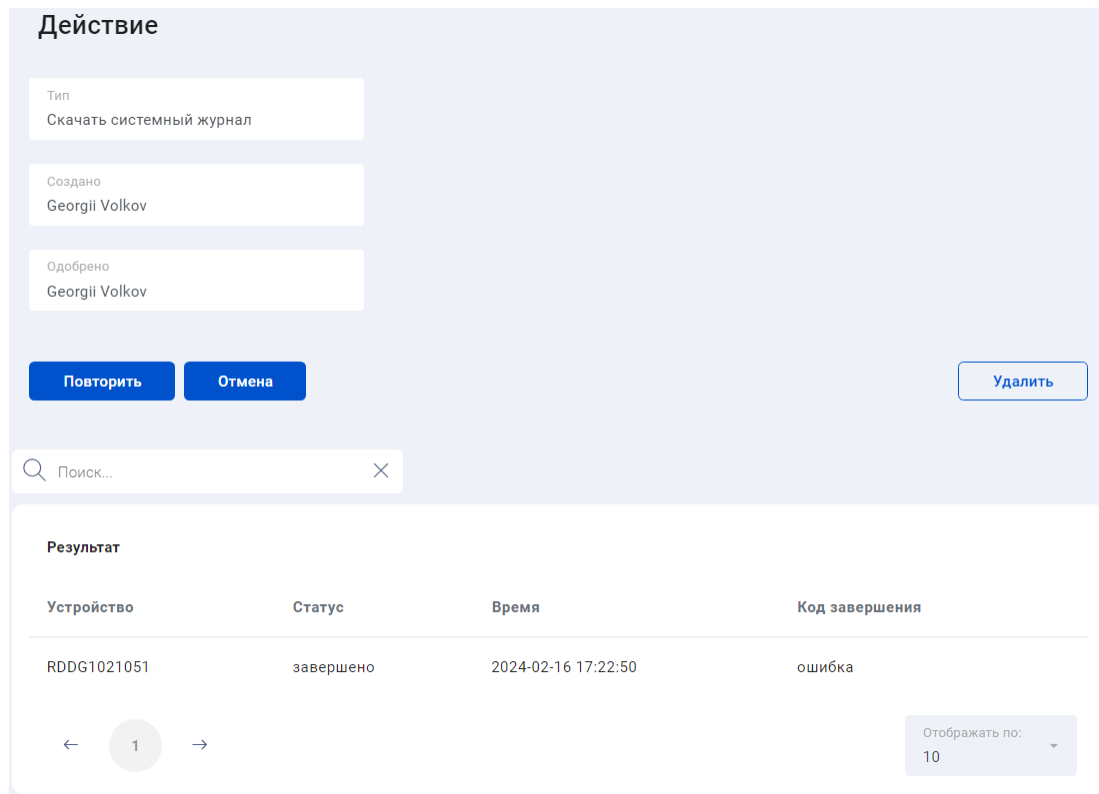 Действие
Тип
Скачать системный журнал
Создано
Georgii Volkov
Одобрено
Georgii Volkov
Повторить Отмена Удалить
Поиск...
Результат
Устройство Статус Время Код завершения
RDDG1021051 завершено 2024-02-16 17:22:50 ошибка
1
Отображать по:
10